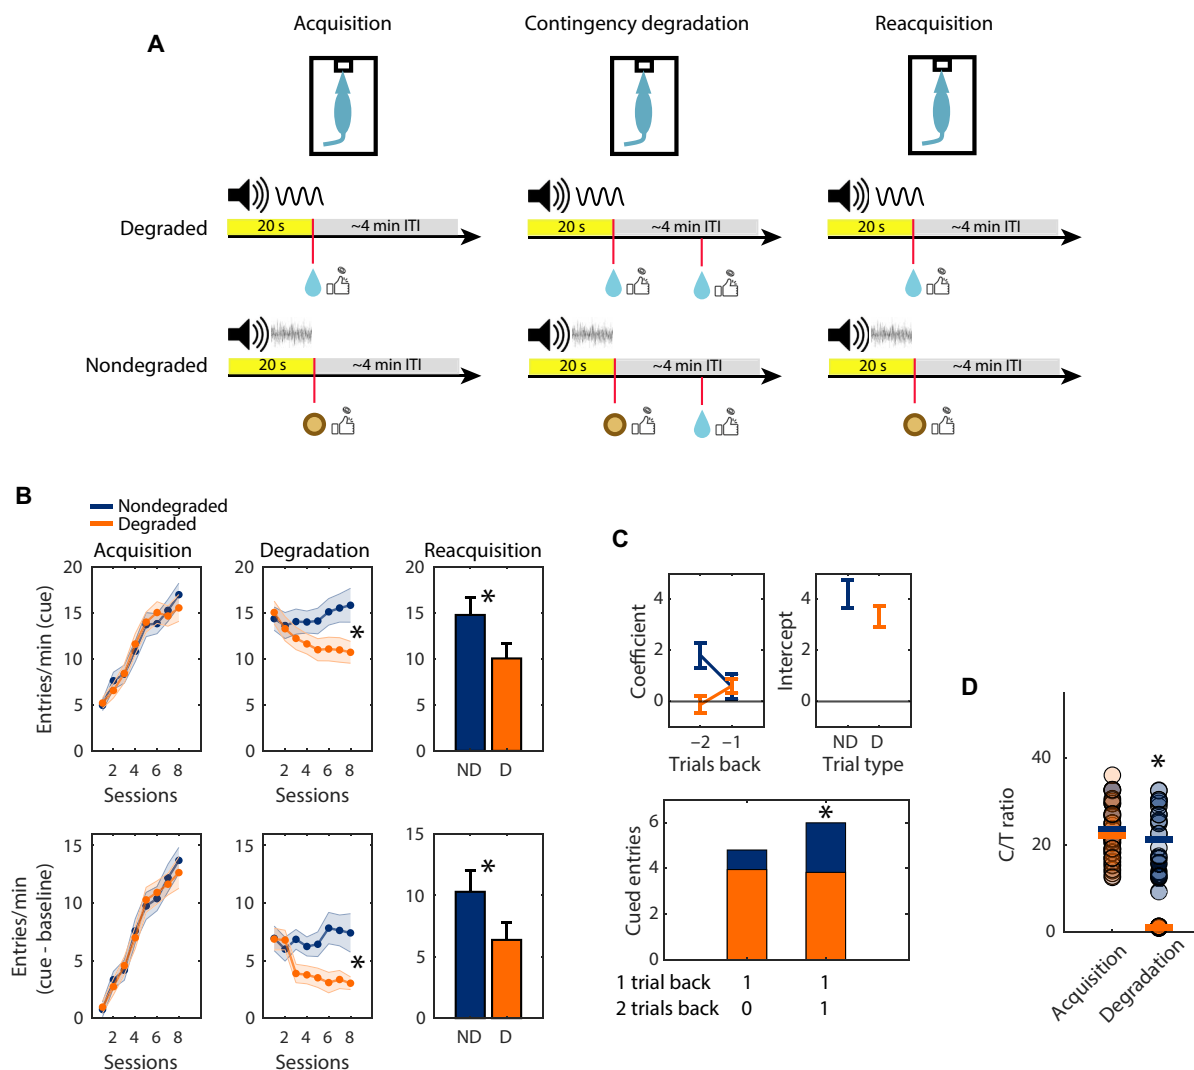 A
Acquisition
Contingency degradation
Reacquisition
Degraded
20 s
~4 min ITI
20 s
~4 min ITI
20 s
~4 min ITI
Nondegraded
20 s
~4 min ITI
20 s
~4 min ITI
20 s
~4 min ITI
B
Nondegraded
Degraded
Acquisition
Degradation
Reacquisition
Entries/min (cue)
20
15
10
5
0
2 4 6 8
Sessions
20
15
10
5
0
*
2 4 6 8
Sessions
20
15
10
5
0
*
ND D
Entries/min
(cue - baseline)
15
10
5
0
2 4 6 8
Sessions
15
10
5
0
*
2 4 6 8
Sessions
15
10
5
0
*
ND D
C
Coefficient
4
2
0
−2 −1
Trials back
Intercept
4
2
0
ND D
Trial type
Cued entries
6
4
2
0
*
1 trial back 1 1
2 trials back 0 1
D
C/T ratio
40
20
0
*
Acquisition
Degradation